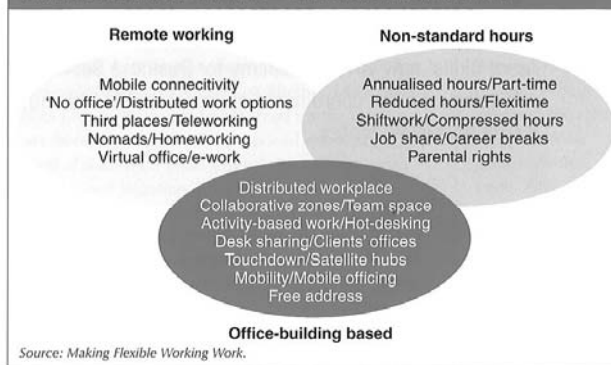 Remote working
Mobile connectivity
'No office'/Distributed work options
Third places/Teleworking
Nomads/Homeworking
Virtual office/e-work
Non-standard hours
Annualised hours/Part-time
Reduced hours/Flexitime
Shiftwork/Compressed hours
Job share/Career breaks
Parental rights
Distributed workplace
Collaborative zones/Team space
Activity-based work/Hot-desking
Desk sharing/Clients' offices
Touchdown/Satellite hubs
Mobility/Mobile officing
Free address
Office-building based
Source: Making Flexible Working Work.